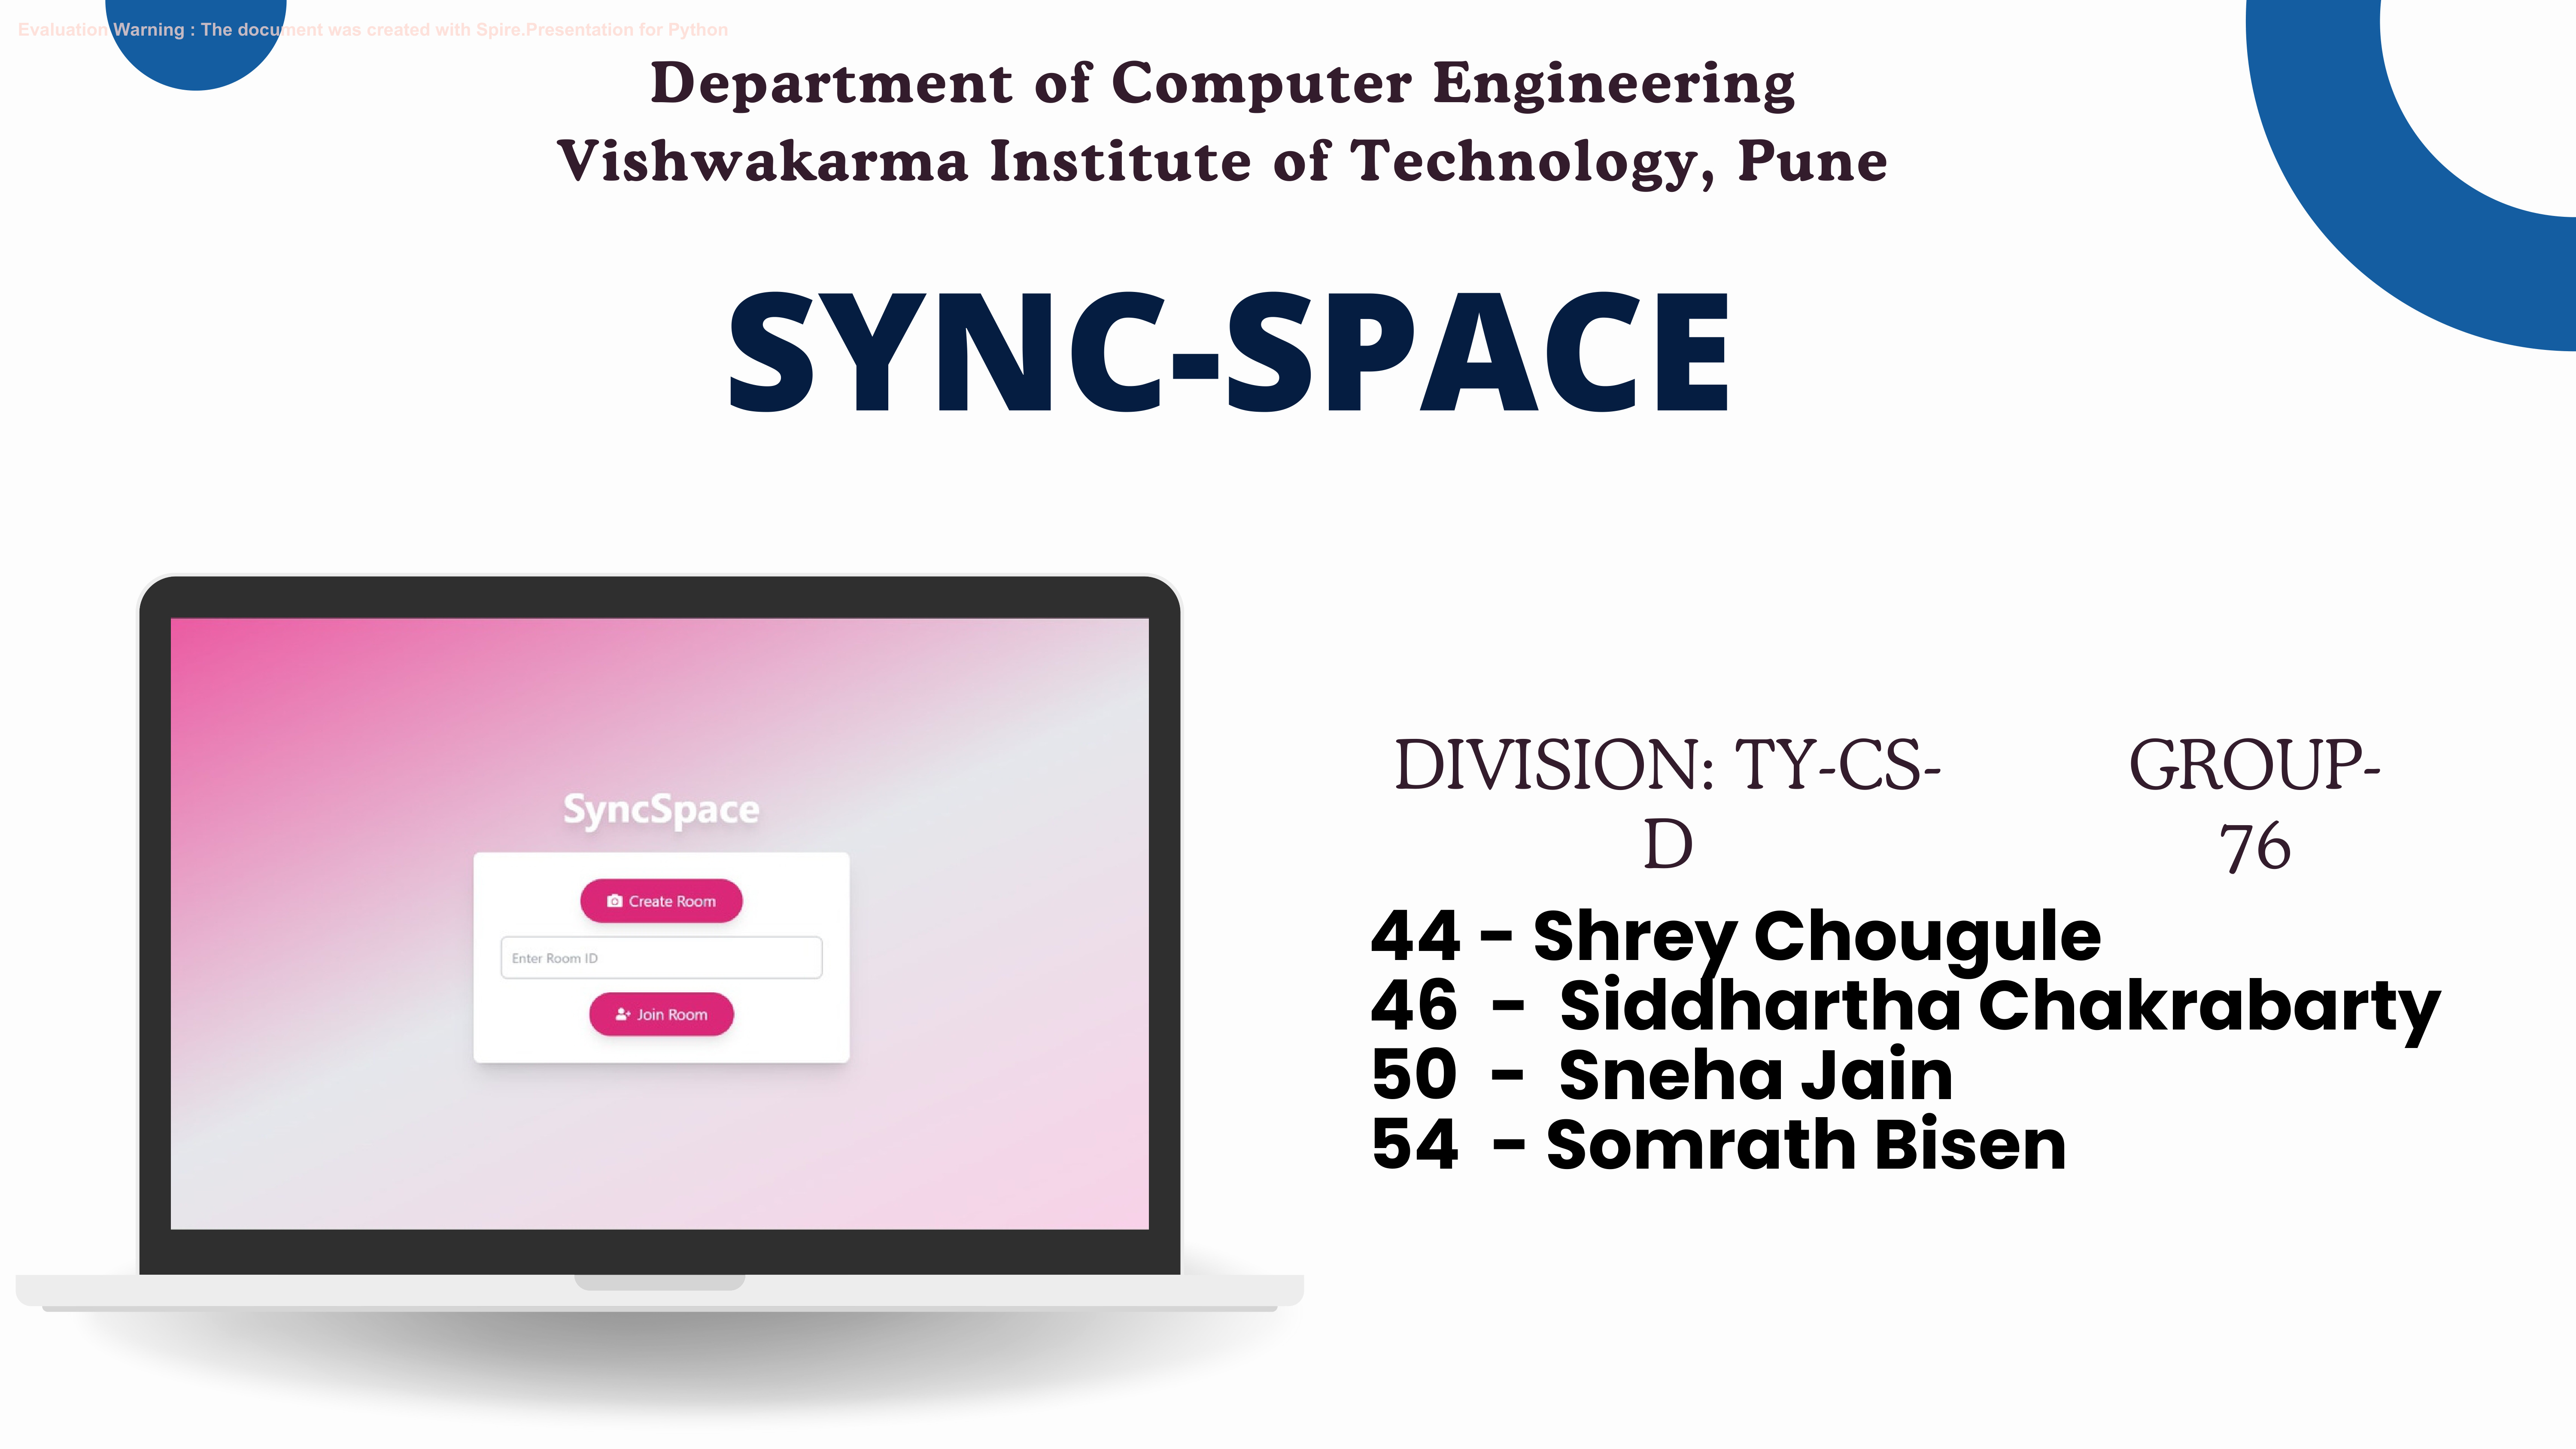 Evaluation Warning : The document was created with Spire.Presentation for Python
Department of Computer Engineering
Vishwakarma Institute of Technology, Pune
SYNC-SPACE
SyncSpace
Create Room
Enter Room ID
Join Room
DIVISION: TY-CS-
D
GROUP-
76
44 - Shrey Chougule
46 - Siddhartha Chakrabarty
50 - Sneha Jain
54 - Somrath Bisen